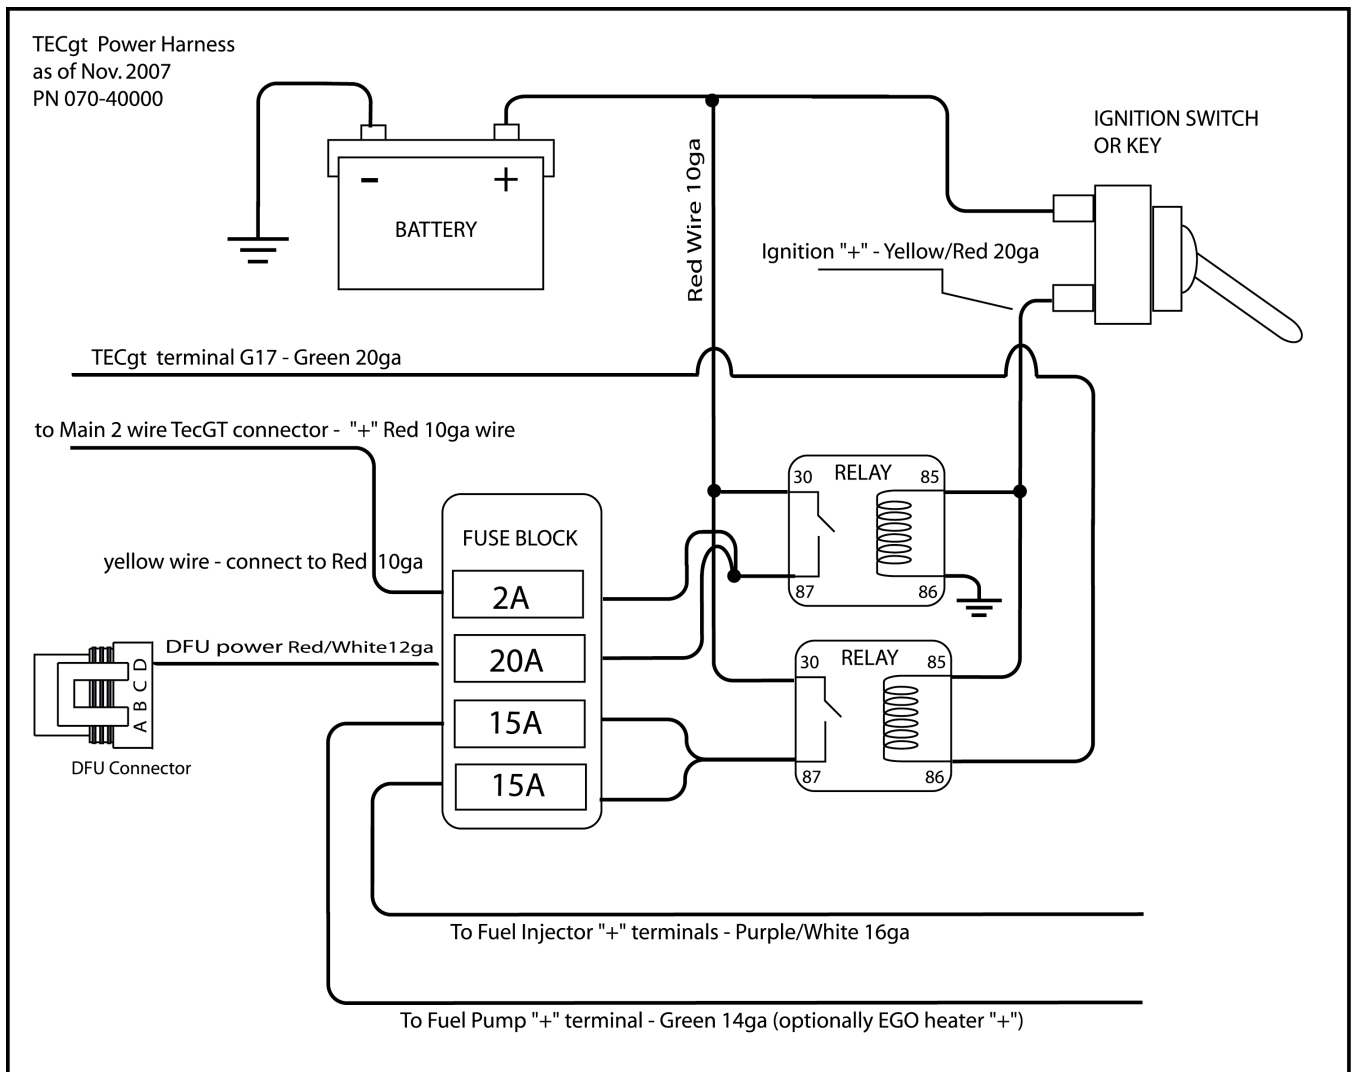 TECgt Power Harness
as of Nov. 2007
PN 070-40000
IGNITION SWITCH
OR KEY
Red Wire 10ga
-
+
BATTERY
Ignition "+" - Yellow/Red 20ga
TECgt terminal G17 - Green 20ga
to Main 2 wire TecGT connector - "+" Red 10ga wire
30
RELAY
85
87
86
FUSE BLOCK
yellow wire - connect to Red 10ga
2A
DFU power Red/White12ga
20A
15A
15A
A B C D
DFU Connector
30
RELAY
85
87
86
To Fuel Injector "+" terminals - Purple/White 16ga
To Fuel Pump "+" terminal - Green 14ga (optionally EGO heater "+")